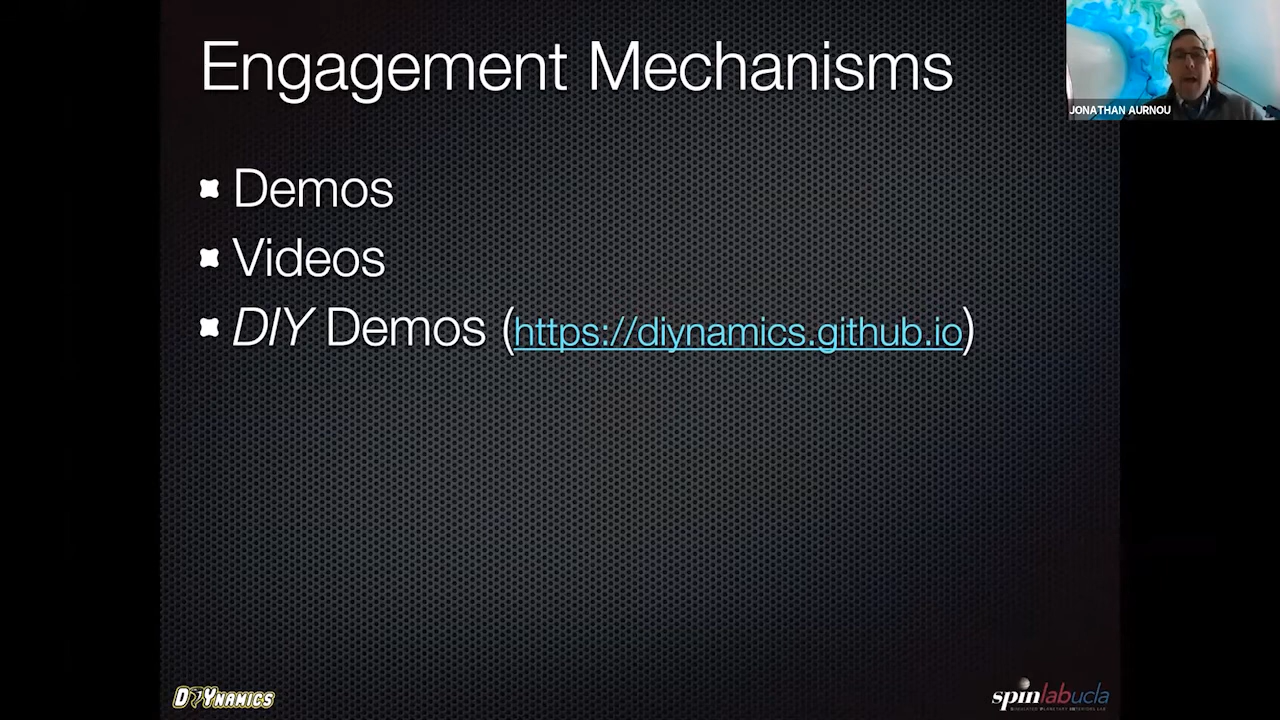 Engagement Mechanisms
JONATHAN AURNOU
Demos
Videos
DIY Demos (https://diynamics.github.io)
DIYNAMICS
spinlabucla